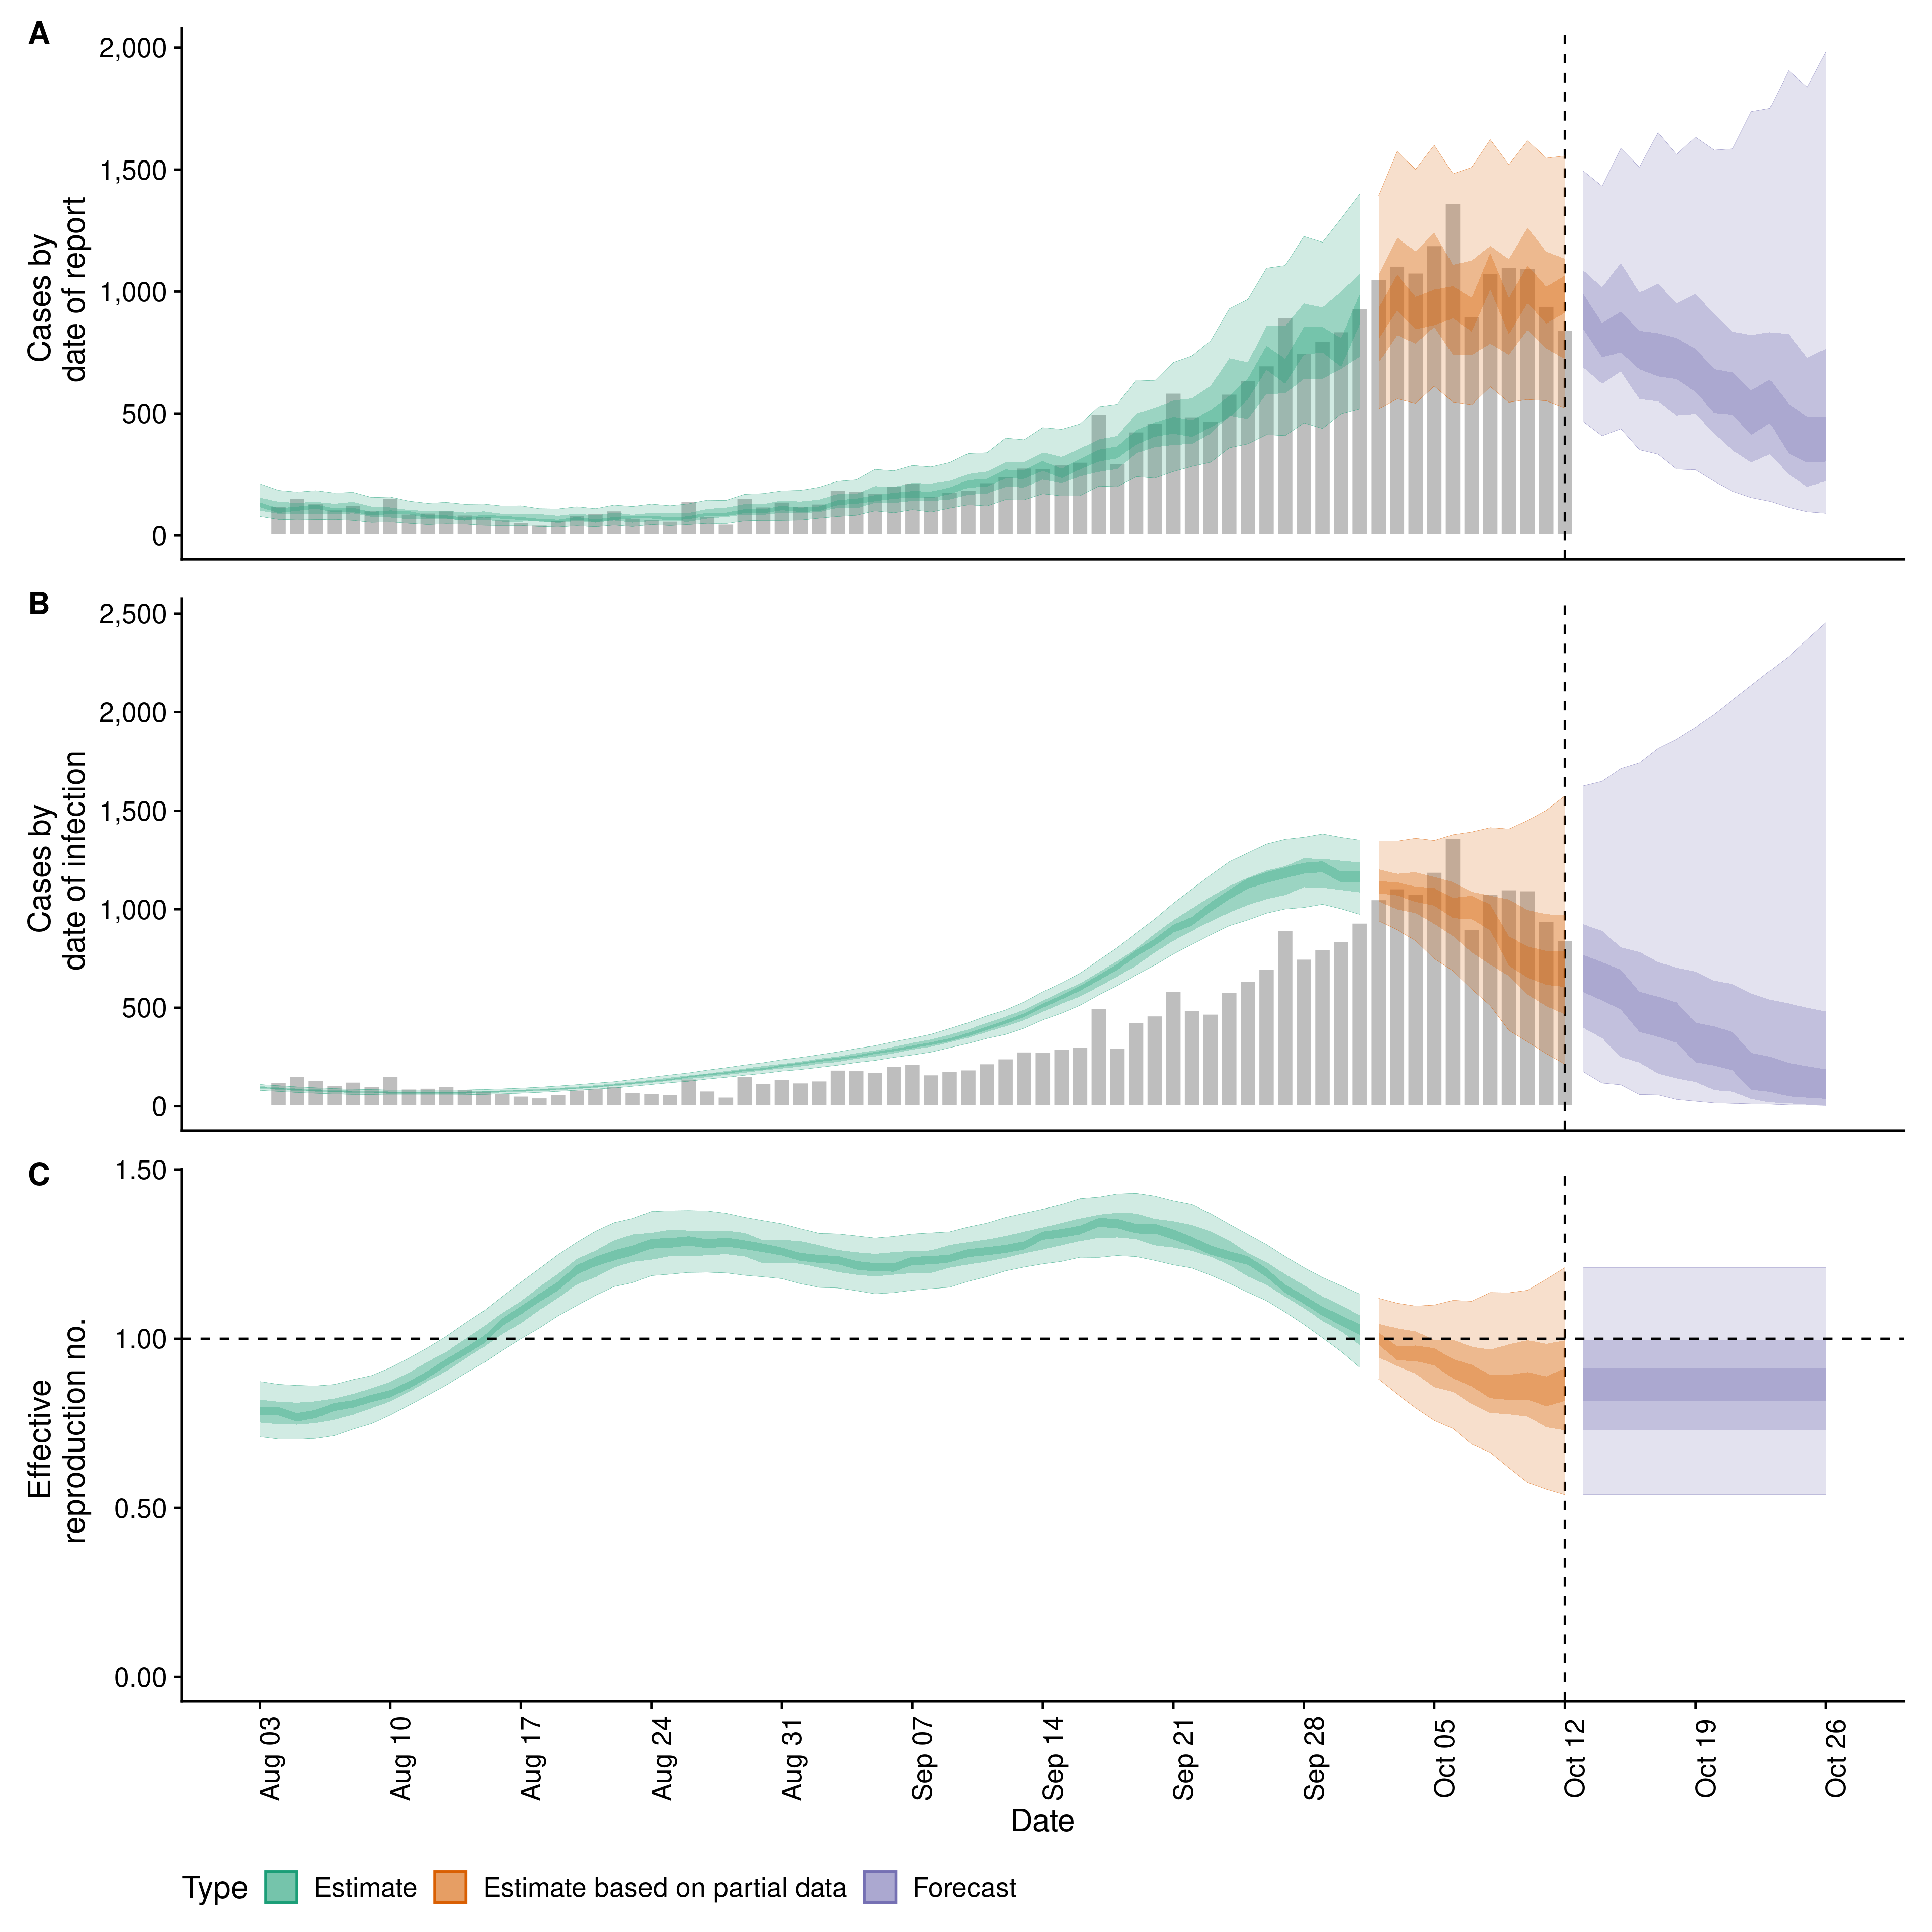 A
Cases by
date of report
2,000
1,500
1,000
500
0
B
Cases by
date of infection
2,500
2,000
1,500
1,000
500
0
C
Effective
reproduction no.
1.50
1.00
0.50
0.00
Aug 03
Aug 10
Aug 17
Aug 24
Aug 31
Sep 07
Sep 14
Sep 21
Sep 28
Oct 05
Oct 12
Oct 19
Oct 26
Date
Type Estimate Estimate based on partial data Forecast